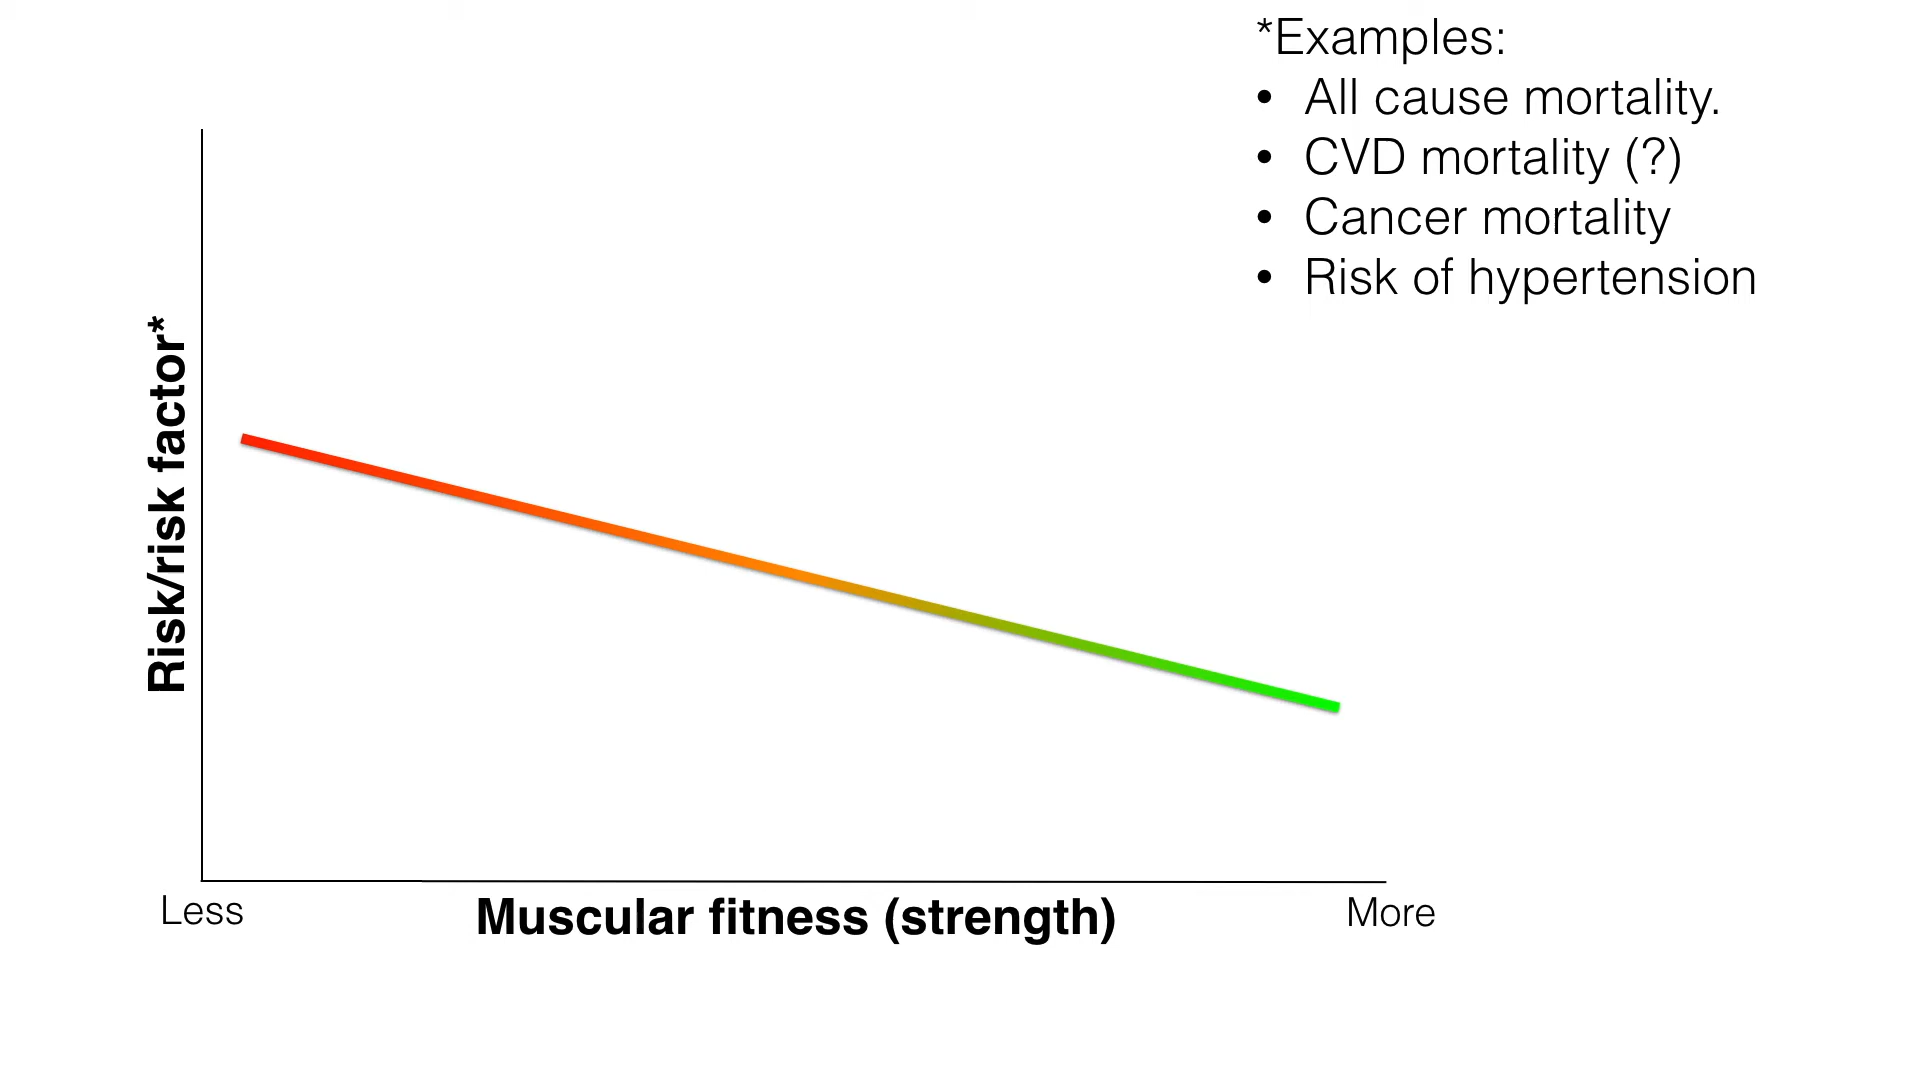 *Examples:
• All cause mortality.
• CVD mortality (?)
• Cancer mortality
• Risk of hypertension
Risk/risk factor*
Less
Muscular fitness (strength)
More